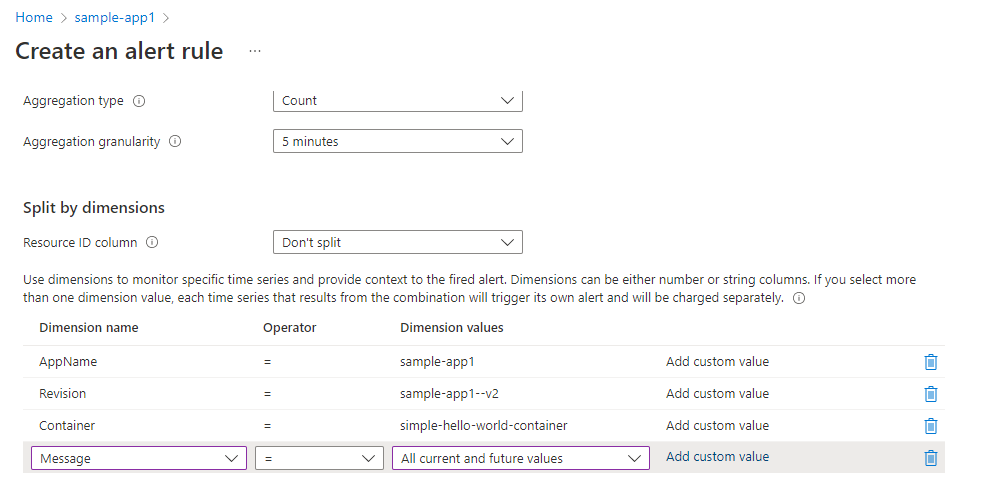 Home > sample-app1 >
Create an alert rule ...
Aggregation type
Count
Aggregation granularity
5 minutes
Split by dimensions
Resource ID column
Don't split
Use dimensions to monitor specific time series and provide context to the fired alert. Dimensions can be either number or string columns. If you select more
than one dimension value, each time series that results from the combination will trigger its own alert and will be charged separately.
Dimension name Operator Dimension values
AppName = sample-app1 Add custom value
Revision = sample-app1--v2 Add custom value
Container = simple-hello-world-container Add custom value
Message = All current and future values Add custom value